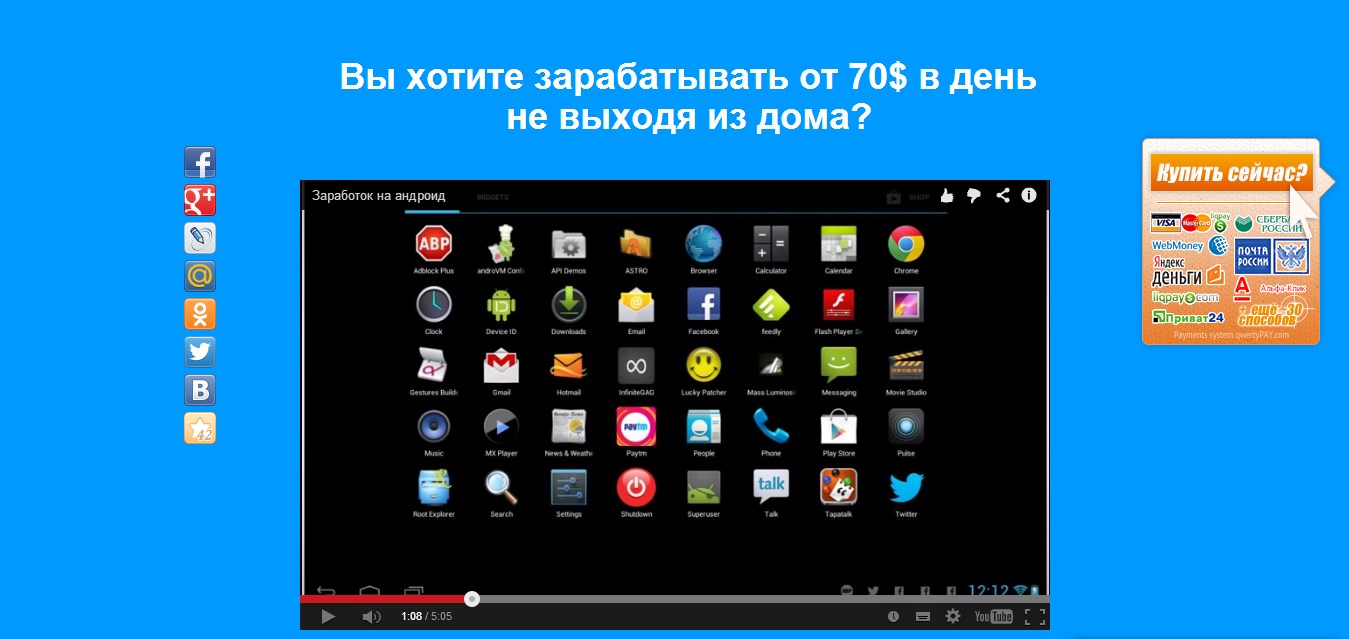 Вы хотите зарабатывать от 70$ в день
не выходя из дома?
Заработок на андроид
WIDGETS
SHOP
ABP
Adblock Plus
androVM Confi
API Demos
ASTRO
Browser
Calculator
Calendar
Chrome
Clock
Device ID
Downloads
Email
Facebook
feedly
Flash Player Se
Gallery
Gestures Builde
Gmail
Hotmail
InfiniteGAG
Lucky Patcher
Mass Luminosi
Messaging
Movie Studio
Music
MX Player
News & Weathe
Paytm
People
Phone
Play Store
Pulse
Root Explorer
Search
Settings
Shutdown
Superuser
talk
Talk
Tapatalk
Twitter
12:12
1:08 / 5:05
YouTube
42
Купить сейчас?
VISA MasterCard liqpay
СБЕРБА
РОССИИ
WebMoney
ПОЧТА
РОССИИ
Яндекс
деньги
Альфа-Клик
liqpay.com
Приват24
+ ещё 30
способов
Payments system qwertyPAY.com